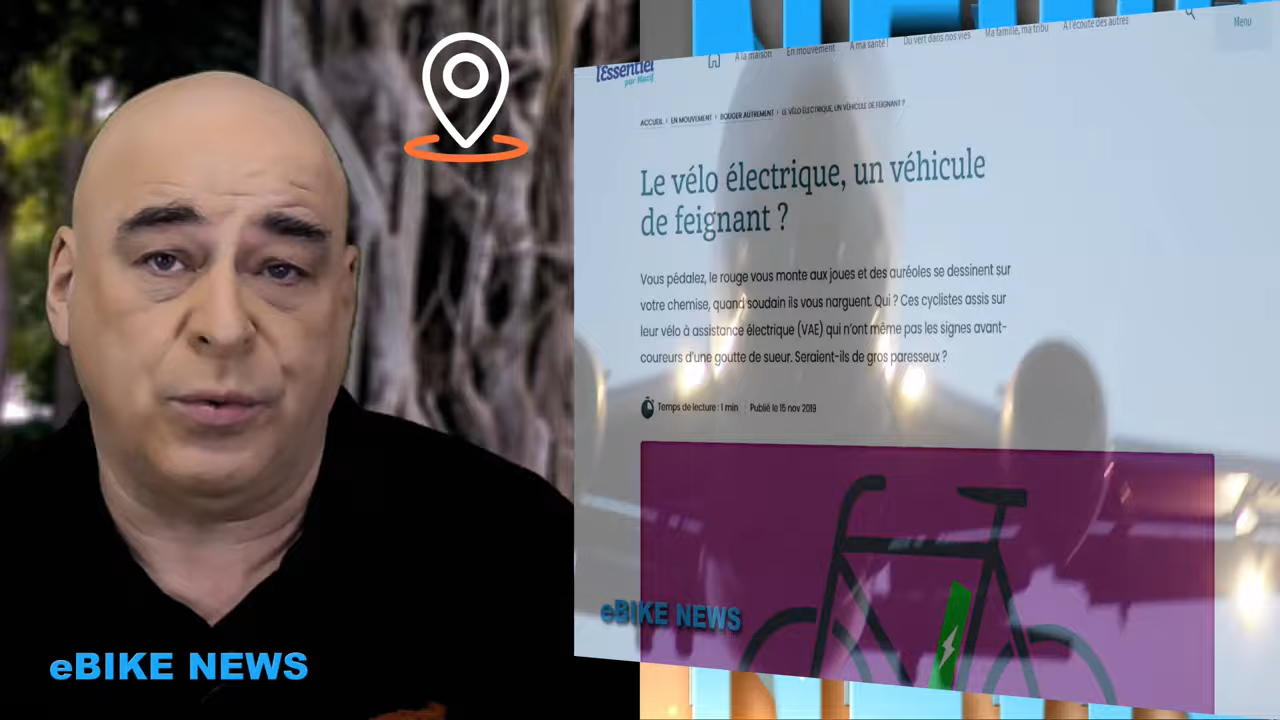 NEWS
l'Essentiel
par Macif
À la maison
En mouvement
À ma santé !
Du vert dans nos vies
Ma famille, ma tribu
À l'écoute des autres
Menu
ACCUEIL › EN MOUVEMENT › BOUGER AUTREMENT › LE VÉLO ÉLECTRIQUE, UN VÉHICULE DE FEIGNANT ?
Le vélo électrique, un véhicule
de feignant ?
Vous pédalez, le rouge vous monte aux joues et des auréoles se dessinent sur
votre chemise, quand soudain ils vous narguent. Qui ? Ces cyclistes assis sur
leur vélo à assistance électrique (VAE) qui n'ont même pas les signes avant-
coureurs d'une goutte de sueur. Seraient-ils de gros paresseux ?
Temps de lecture : 1 min
Publié le 15 nov 2019
eBIKE NEWS
eBIKE NEWS